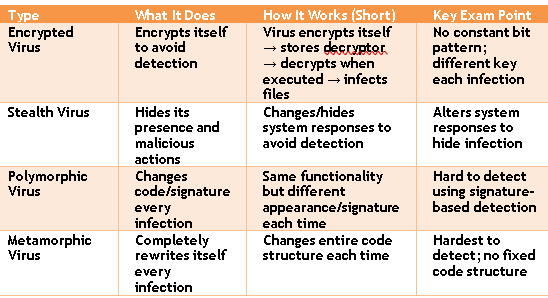 Type What It Does How It Works (Short) Key Exam Point
Encrypted Virus
Encrypts itself to avoid detection
Virus encrypts itself → stores decryptor → decrypts when executed → infects files
No constant bit pattern; different key each infection
Stealth Virus
Hides its presence and malicious actions
Changes/hides system responses to avoid detection
Alters system responses to hide infection
Polymorphic Virus
Changes code/signature every infection
Same functionality but different appearance/signature each time
Hard to detect using signature-based detection
Metamorphic Virus
Completely rewrites itself every infection
Changes entire code structure each time
Hardest to detect; no fixed code structure